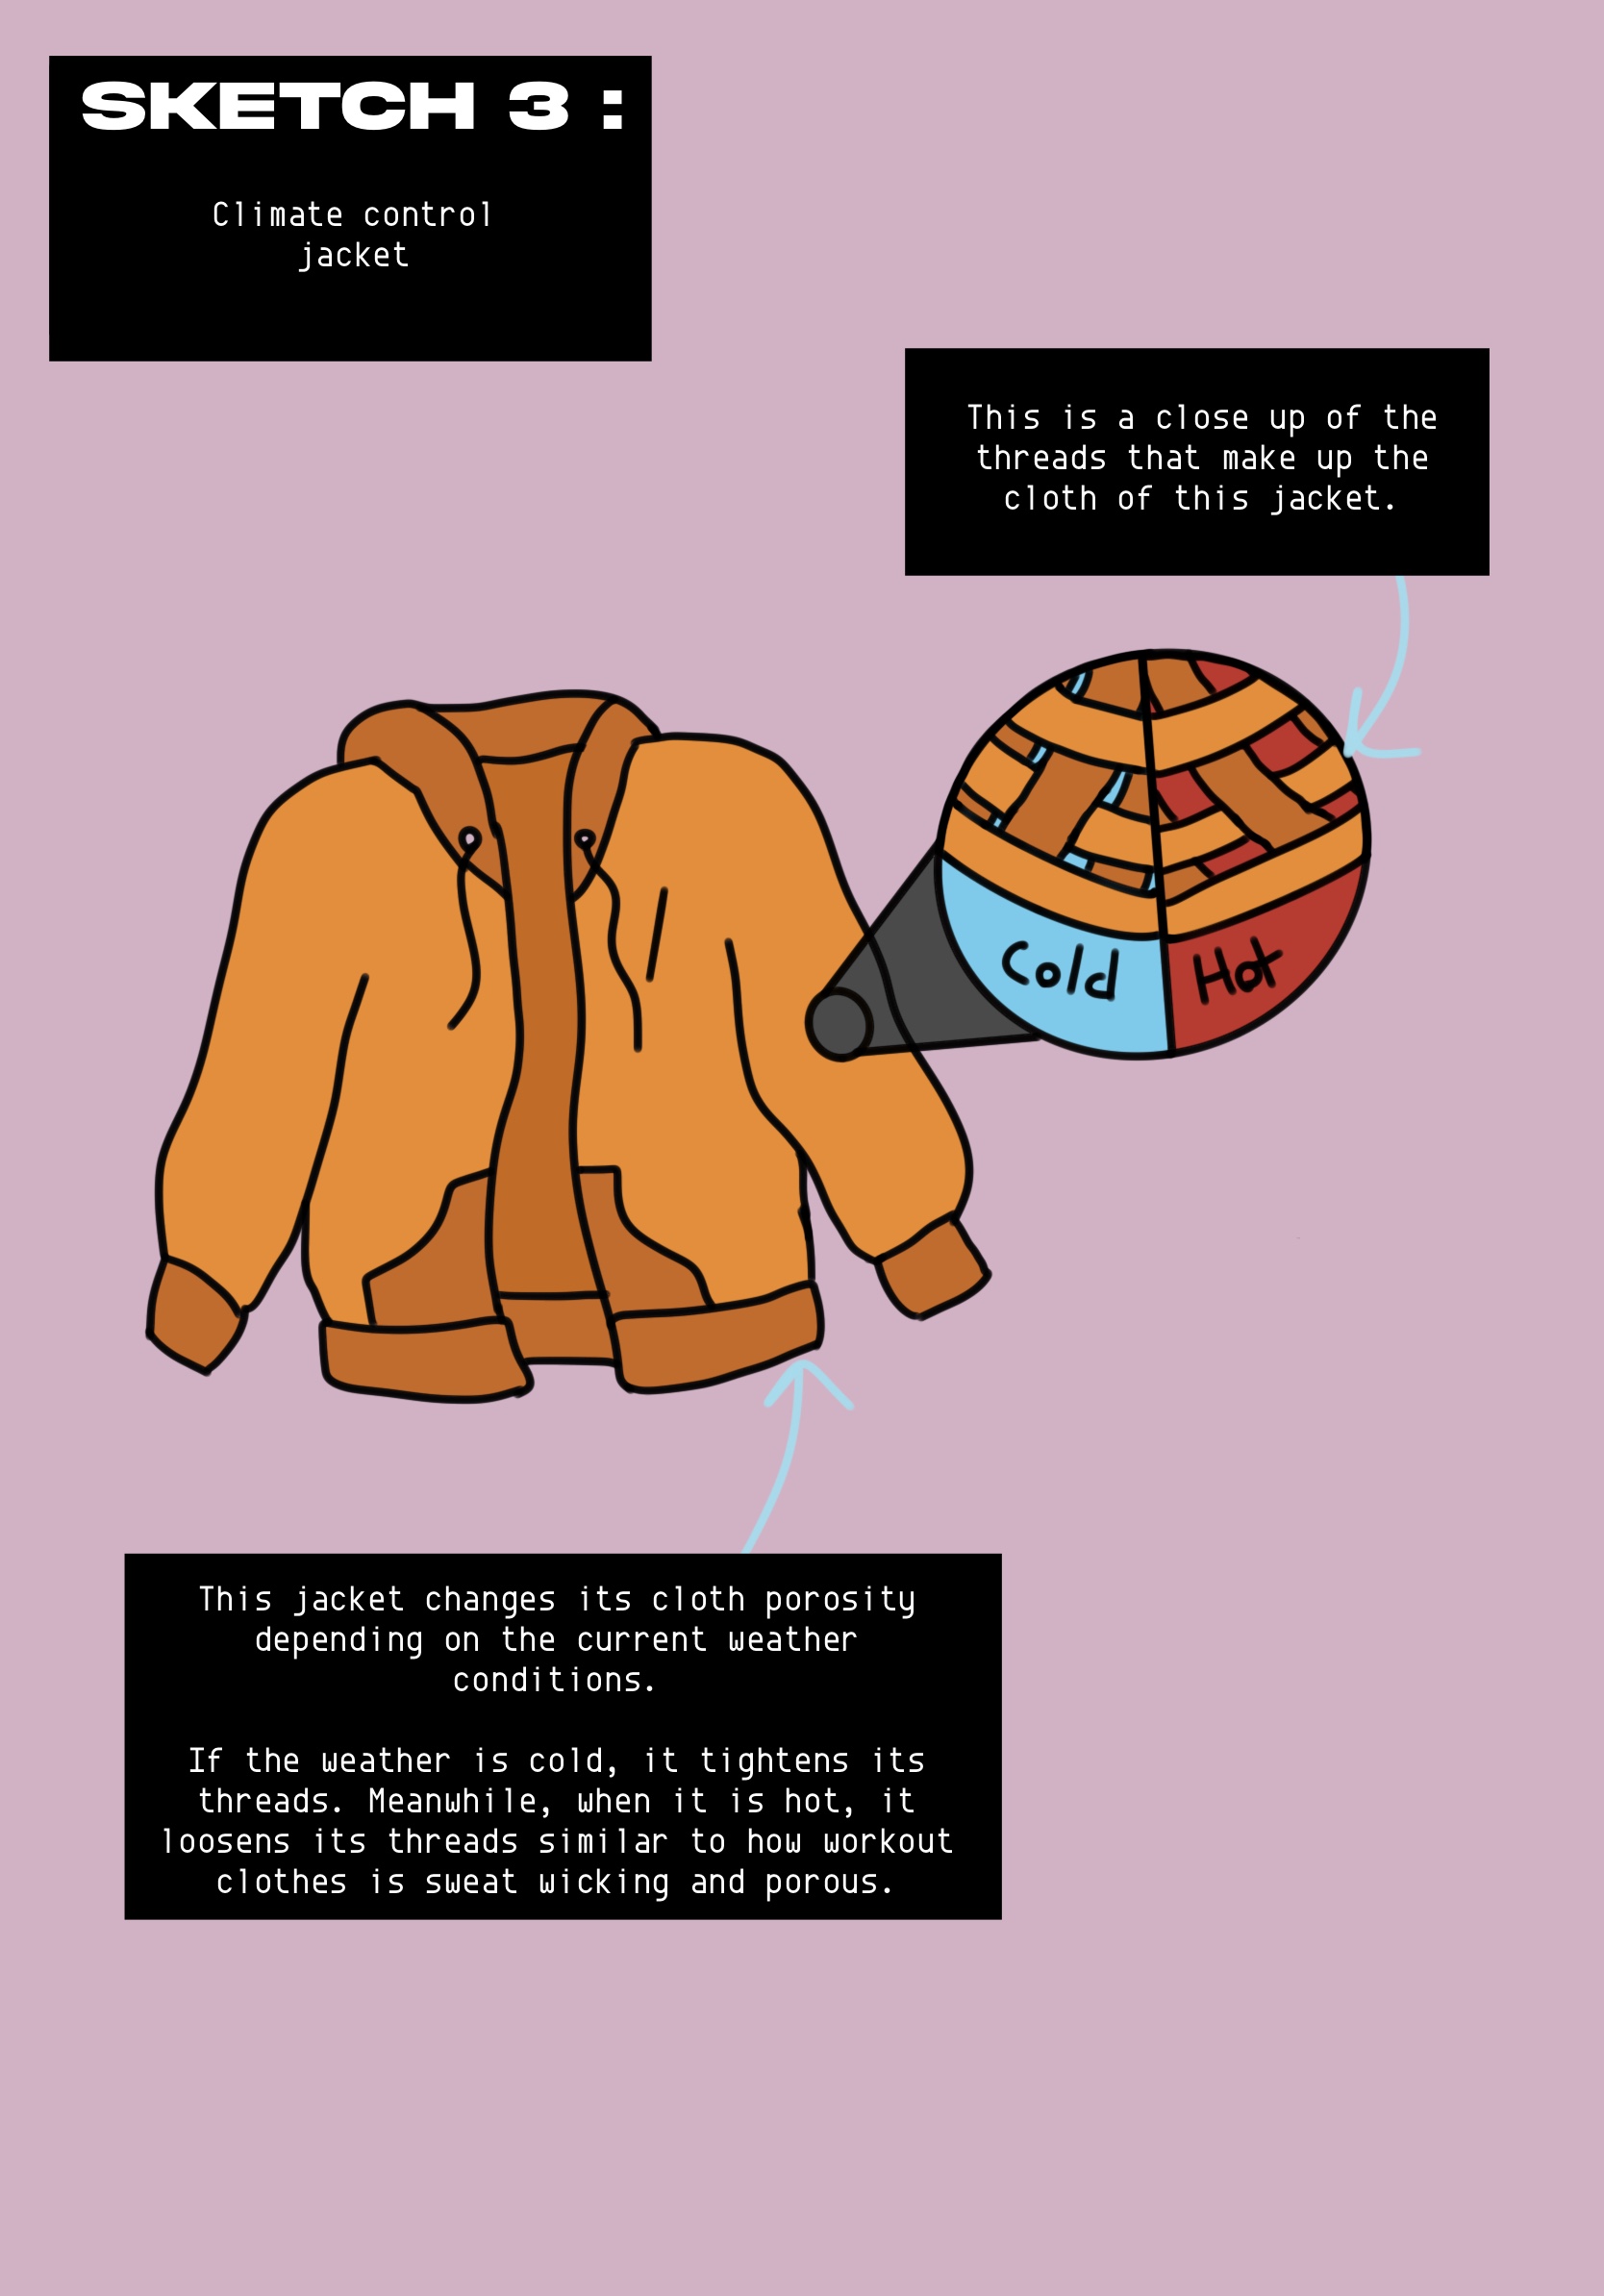 SKETCH 3 :
Climate control
jacket
This is a close up of the
threads that make up the
cloth of this jacket.
Cold
Hot
This jacket changes its cloth porosity
depending on the current weather
conditions.
If the weather is cold, it tightens its
threads. Meanwhile, when it is hot, it
loosens its threads similar to how workout
clothes is sweat wicking and porous.